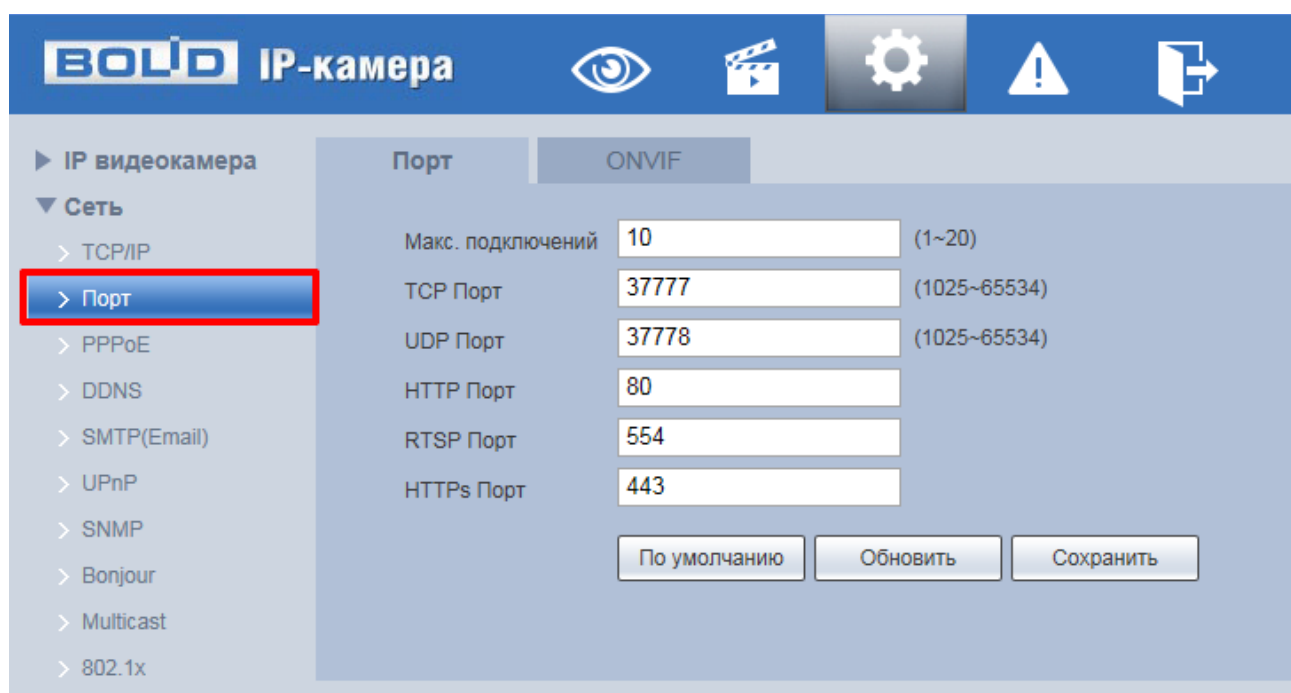 BOLID IP-камера
IP видеокамера
Сеть
TCP/IP
Порт
PPPoE
DDNS
SMTP(Email)
UPnP
SNMP
Bonjour
Multicast
802.1x
Порт ONVIF
Макс. подключений 10 (1~20)
TCP Порт 37777 (1025~65534)
UDP Порт 37778 (1025~65534)
HTTP Порт 80
RTSP Порт 554
HTTPs Порт 443
По умолчанию Обновить Сохранить